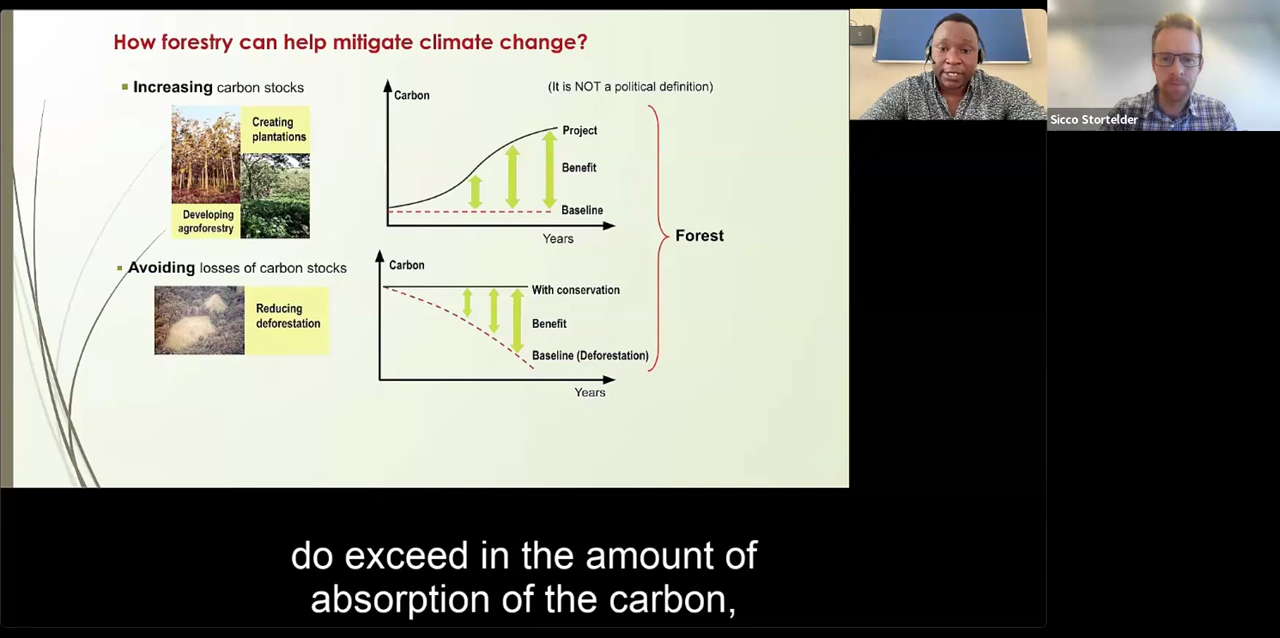 How forestry can help mitigate climate change?
▪ Increasing carbon stocks
Creating
plantations
Developing
agroforestry
Carbon
(It is NOT a political definition)
Project
Benefit
Baseline
Years
Forest
▪ Avoiding losses of carbon stocks
Reducing
deforestation
Carbon
With conservation
Benefit
Baseline (Deforestation)
Years
Sicco Stortelder
do exceed in the amount of
absorption of the carbon,